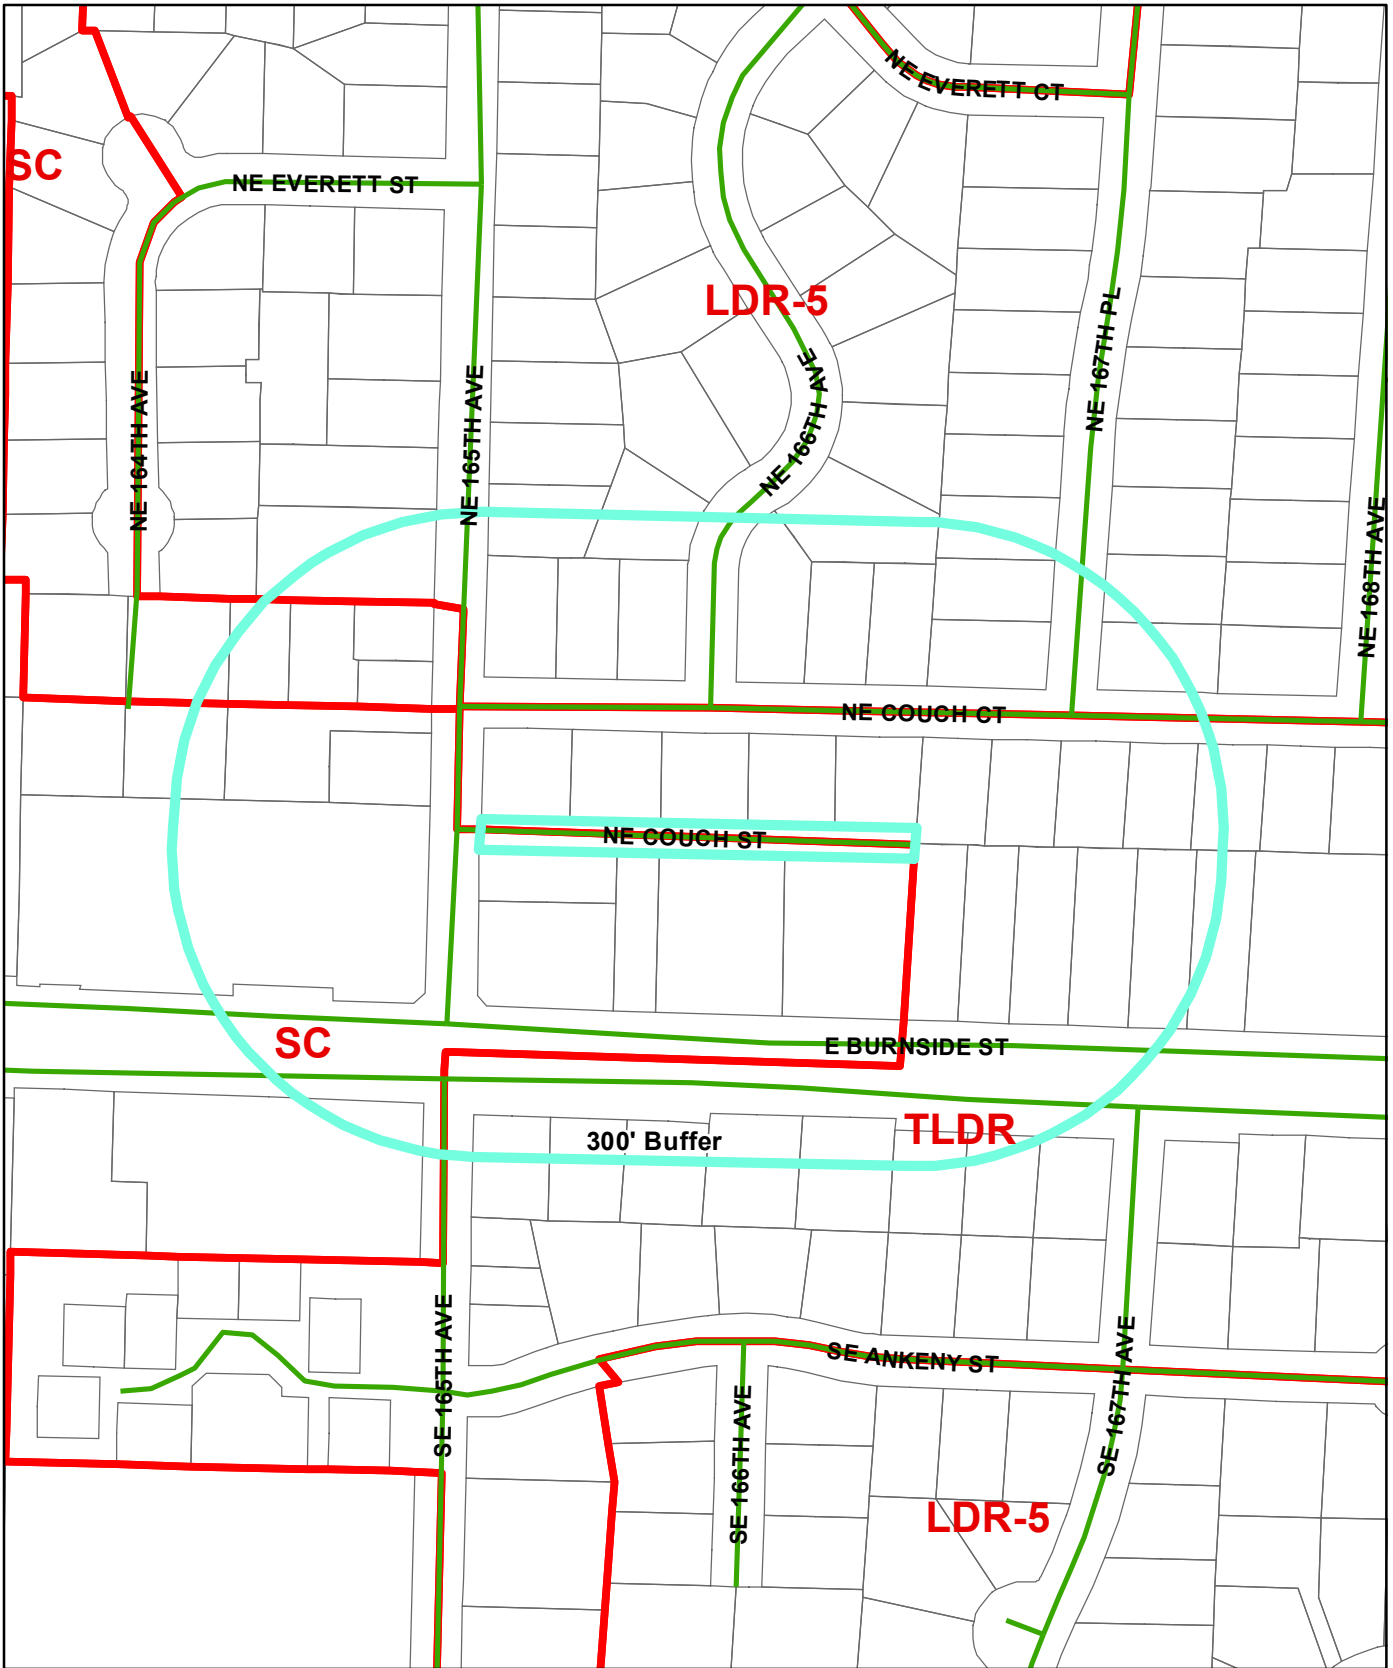 NE EVERETT CT
SC
NE EVERETT ST
LDR-5
NE 167TH PL
NE 164TH AVE
NE 165TH AVE
NE 166TH AVE
NE 168TH AVE
NE COUCH CT
NE COUCH ST
SC
E BURNSIDE ST
TLDR
300' Buffer
SE 165TH AVE
SE ANKENY ST
SE 167TH AVE
SE 166TH AVE
LDR-5